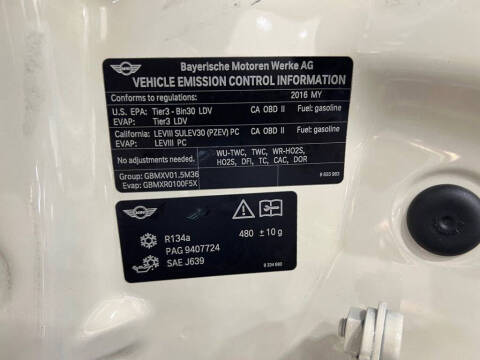 MINI
Bayerische Motoren Werke AG
VEHICLE EMISSION CONTROL INFORMATION
Conforms to regulations: 2016 MY
U.S. EPA: Tier3 - Bin30 LDV CA OBD II Fuel: gasoline
EVAP: Tier3 LDV
California: LEVIII SULEV30 (PZEV) PC CA OBD II Fuel: gasoline
EVAP: LEVIII PC
No adjustments needed. WU-TWC, TWC, WR-HO2S,
HO2S, DFI, TC, CAC, DOR
Group: GBMXV01.5M36
Evap: GBMXR0100F5X
MINI
R134a 480 ± 10 g
PAG 9407724
SAE J639